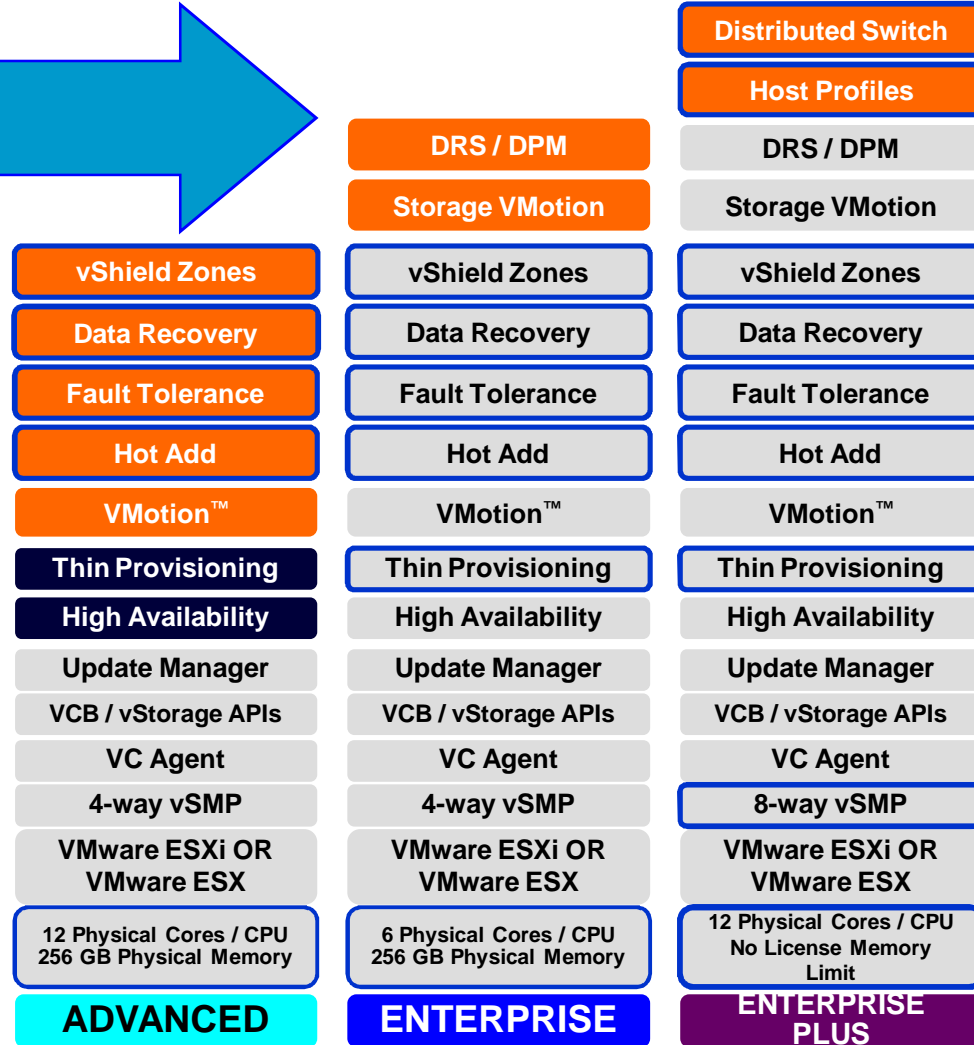 Distributed Switch
Host Profiles
DRS / DPM
DRS / DPM
Storage VMotion
Storage VMotion
vShield Zones
vShield Zones
vShield Zones
Data Recovery
Data Recovery
Data Recovery
Fault Tolerance
Fault Tolerance
Fault Tolerance
Hot Add
Hot Add
Hot Add
VMotion™
VMotion™
VMotion™
Thin Provisioning
Thin Provisioning
Thin Provisioning
High Availability
High Availability
High Availability
Update Manager
Update Manager
Update Manager
VCB / vStorage APIs
VCB / vStorage APIs
VCB / vStorage APIs
VC Agent
VC Agent
VC Agent
4-way vSMP
4-way vSMP
8-way vSMP
VMware ESXi OR
VMware ESX
VMware ESXi OR
VMware ESX
VMware ESXi OR
VMware ESX
12 Physical Cores / CPU
256 GB Physical Memory
6 Physical Cores / CPU
256 GB Physical Memory
12 Physical Cores / CPU
No License Memory
Limit
ADVANCED
ENTERPRISE
ENTERPRISE
PLUS